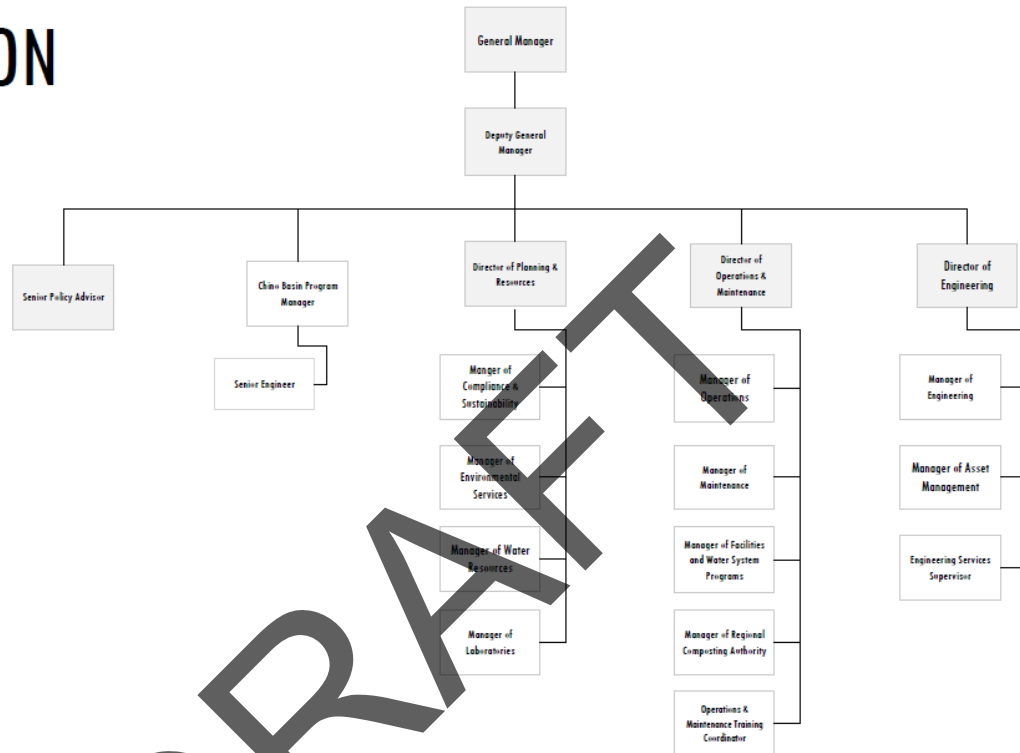 ON
General Manager
Deputy General
Manager
Senior Policy Advisor
Chino Basin Program
Manager
Senior Engineer
Director of Planning &
Resources
Manger of
Compliance &
Sustainability
Manager of
Environmental
Services
Manager of Water
Resources
Manager of
Laboratories
Director of
Operations &
Maintenance
Manager of
Operations
Manager of
Maintenance
Manager of Facilities
and Water System
Programs
Manager of Regional
Composting Authority
Operations &
Maintenance Training
Coordinator
Director of
Engineering
Manager of
Engineering
Manager of Asset
Management
Engineering Services
Supervisor
DRAFT